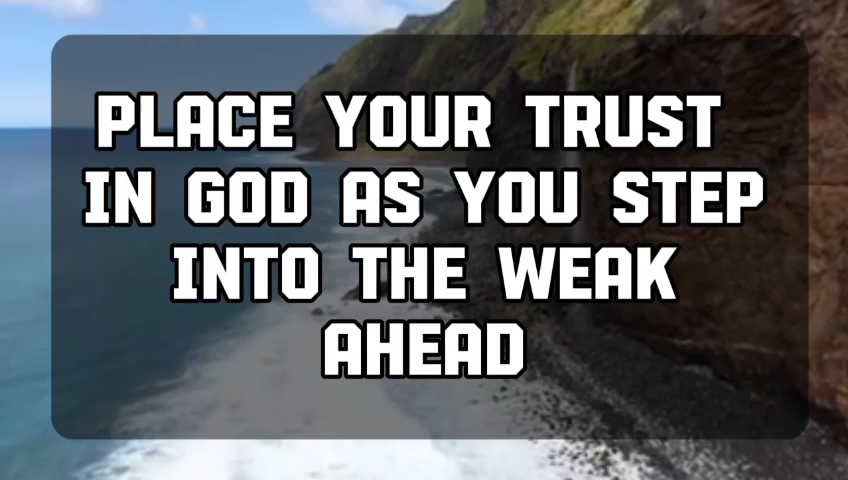 PLACE YOUR TRUST
IN GOD AS YOU STEP
INTO THE WEAK
AHEAD